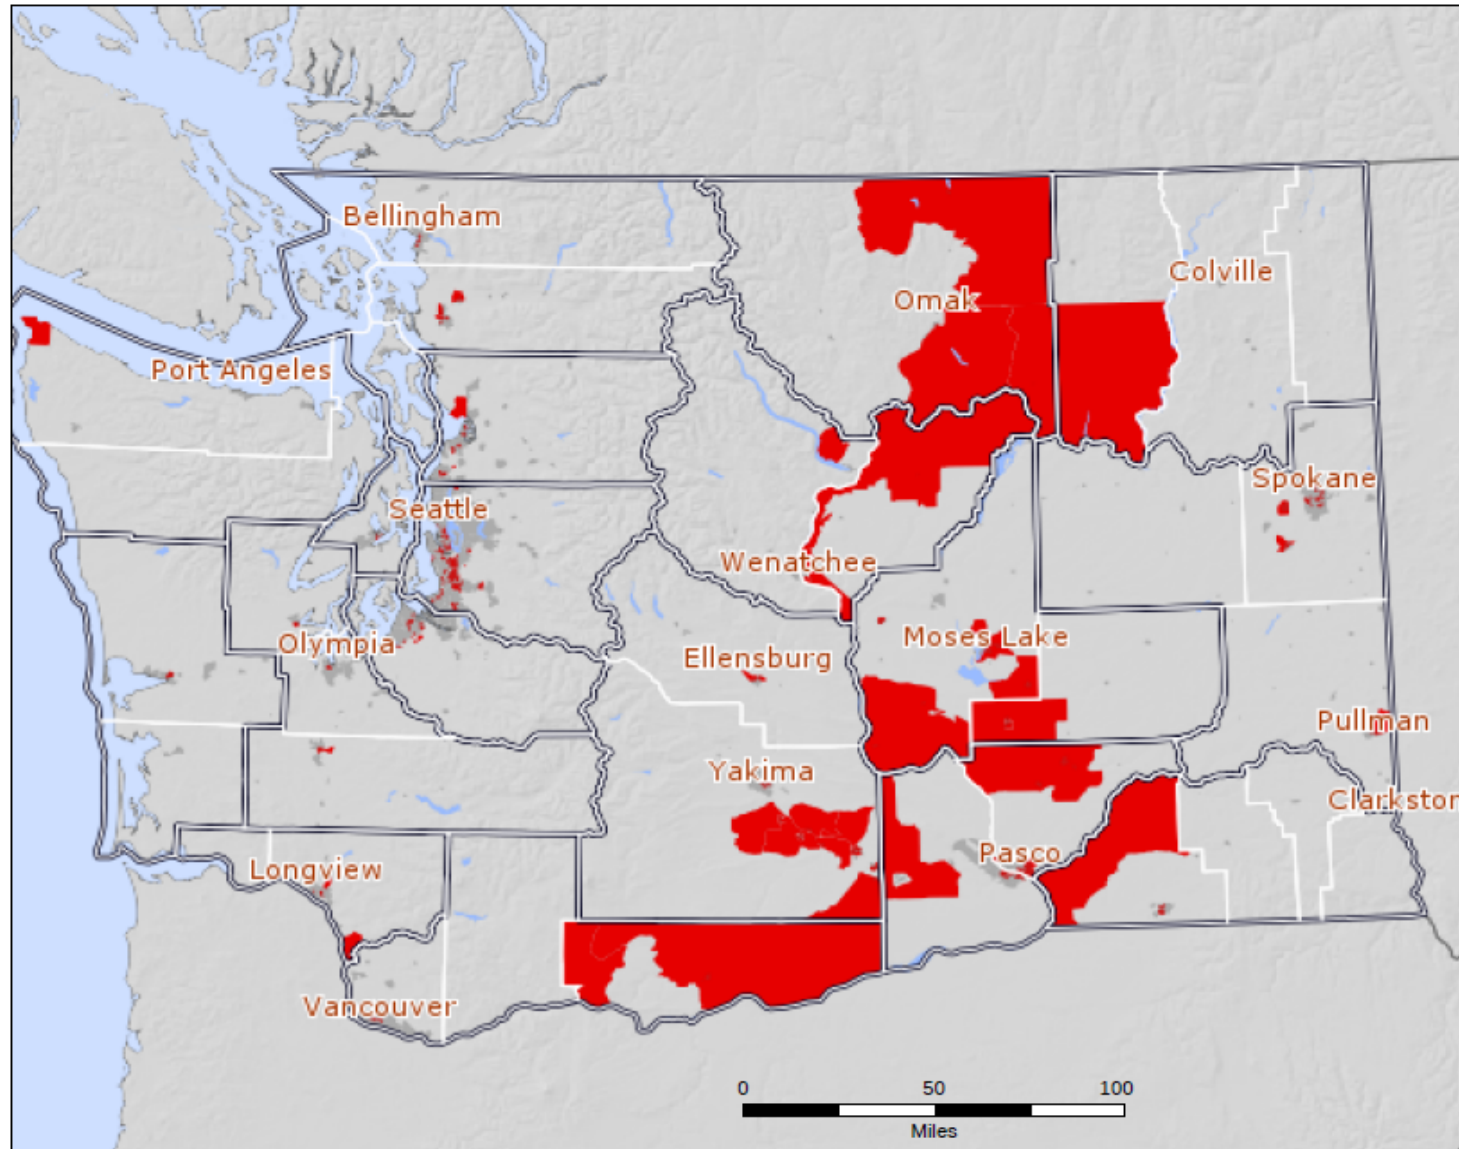 Bellingham
Colville
Omak
Port Angeles
Spokane
Seattle
Wenatchee
Moses Lake
Olympia
Ellensburg
Pullman
Yakima
Clarkston
Pasco
Longview
Vancouver
0 50 100
Miles